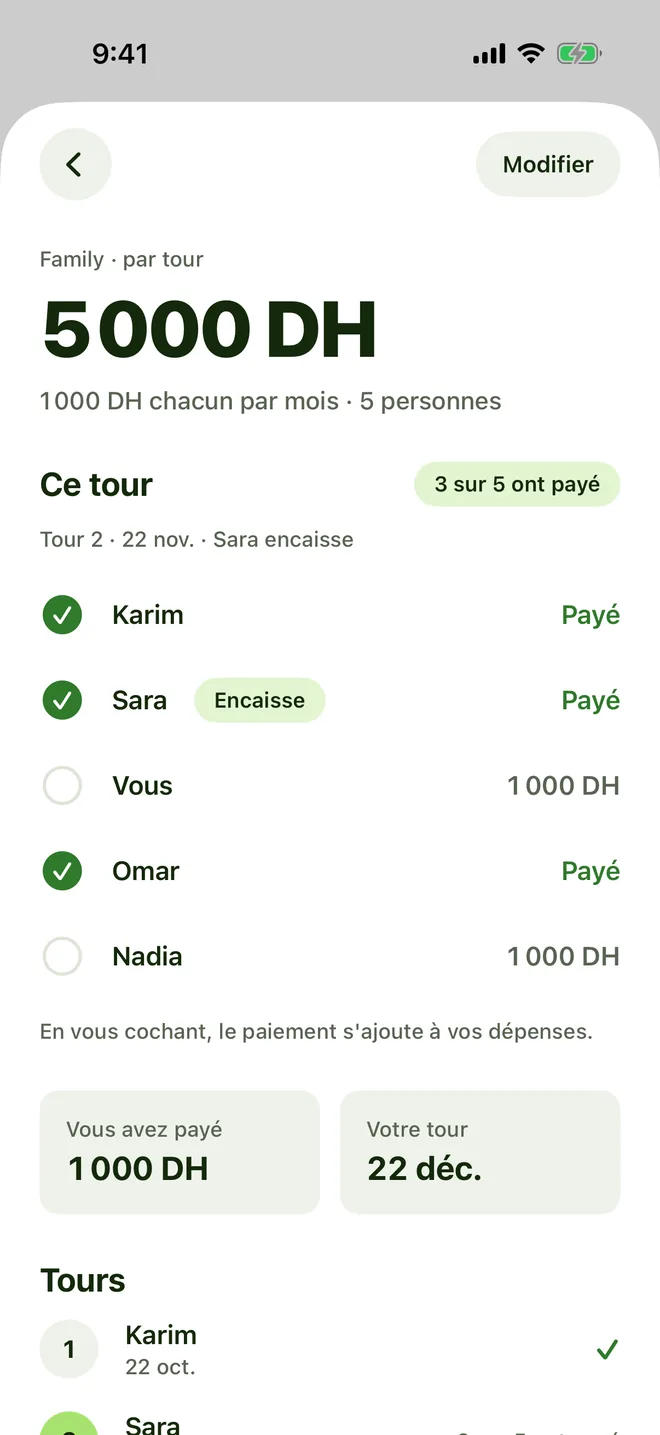 9:41
Modifier
Family · par tour
5 000 DH
1 000 DH chacun par mois · 5 personnes
Ce tour
3 sur 5 ont payé
Tour 2 · 22 nov. · Sara encaisse
Karim
Payé
Sara
Encaisse
Payé
Vous
1 000 DH
Omar
Payé
Nadia
1 000 DH
En vous cochant, le paiement s'ajoute à vos dépenses.
Vous avez payé
1 000 DH
Votre tour
22 déc.
Tours
1
Karim
22 oct.
Sara